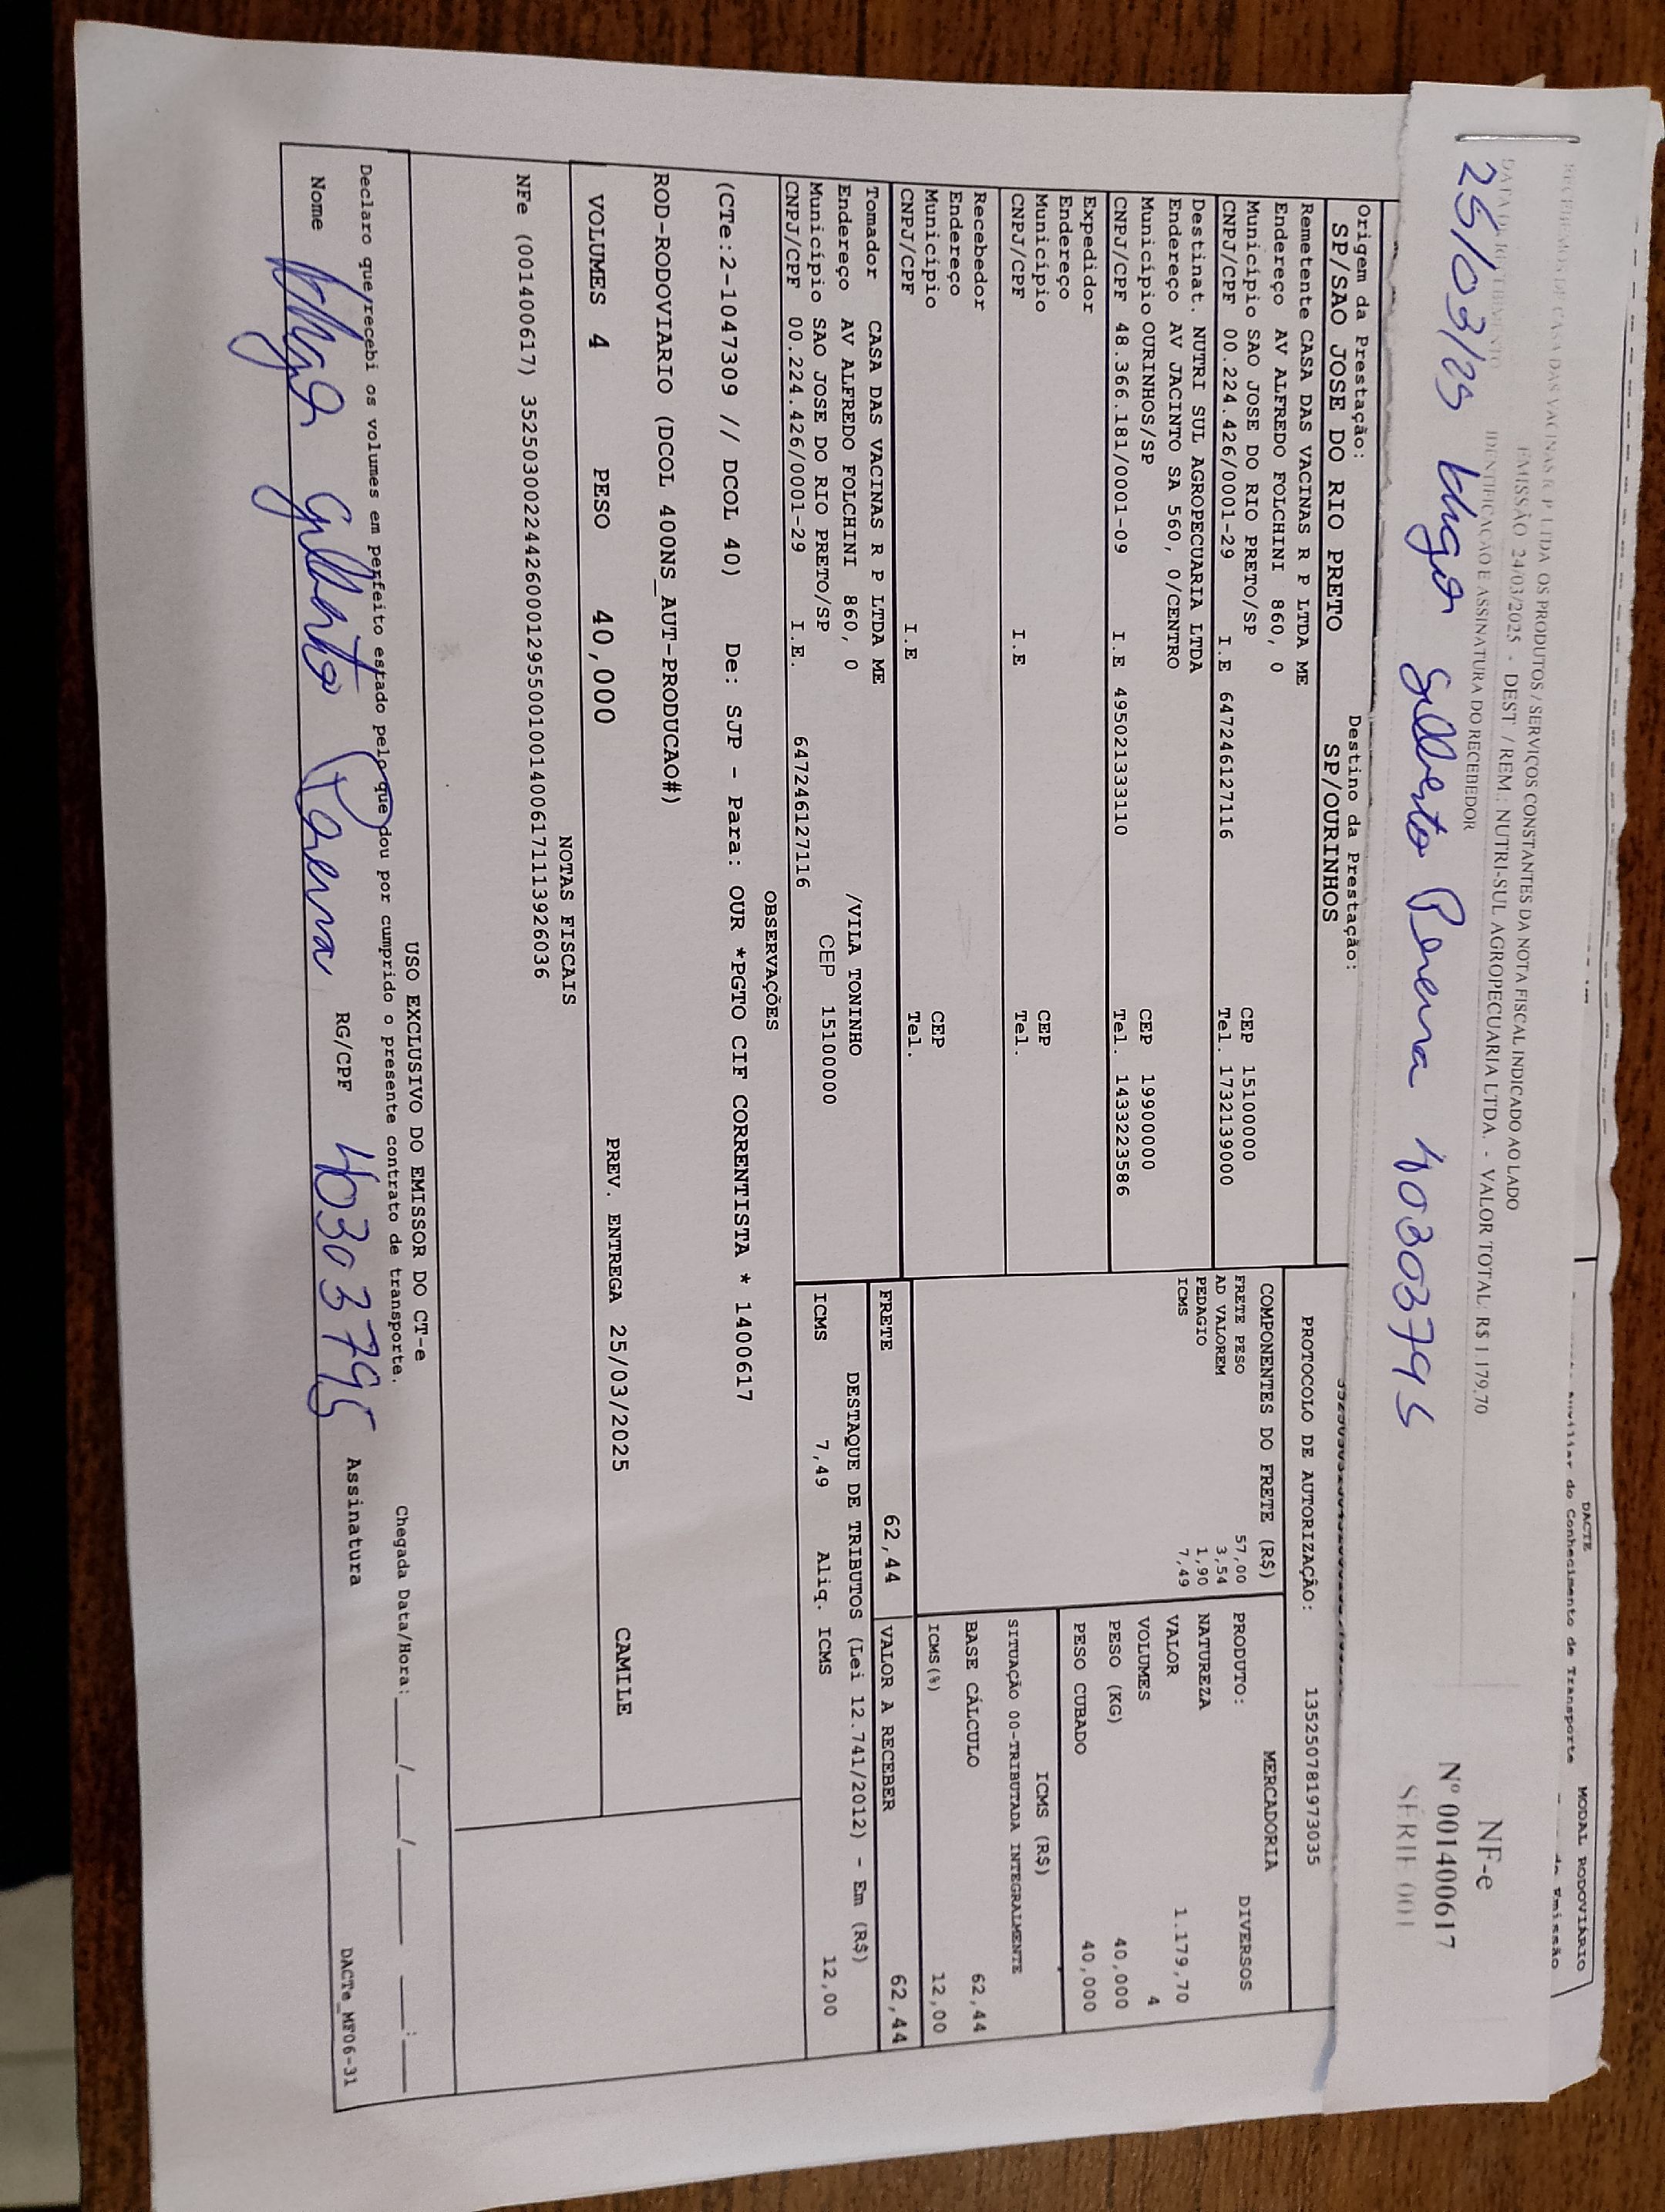 DACTE
MODAL RODOVIÁRIO
do Conhecimento de Transporte
RECEBEMOS DE CASA DAS VACINAS R P LTDA OS PRODUTOS / SERVIÇOS CONSTANTES DA NOTA FISCAL INDICADO AO LADO
EMISSÃO 24/03/2025 - DEST / REM.: NUTRI-SUL AGROPECUARIA LTDA. - VALOR TOTAL: R$ 1.179,70
DATA DE RECEBIMENTO
IDENTIFICAÇÃO E ASSINATURA DO RECEBEDOR
25/03/25 Hugo Gilberto Pereira 40303795
NF-e
Nº 001400617
SÉRIE 001
Origem da Prestação:
SP/SAO JOSE DO RIO PRETO
Destino da Prestação:
SP/OURINHOS
PROTOCOLO DE AUTORIZAÇÃO: 135250781973035
Remetente CASA DAS VACINAS R P LTDA ME
Endereço AV ALFREDO FOLCHINI 860, 0
Município SAO JOSE DO RIO PRETO/SP CEP 15100000
CNPJ/CPF 00.224.426/0001-29 I.E 647246127116 Tel. 1732139000
Destinat. NUTRI SUL AGROPECUARIA LTDA
Endereço AV JACINTO SA 560, 0/CENTRO
Município OURINHOS/SP CEP 19900000
CNPJ/CPF 48.366.181/0001-09 I.E 495021333110 Tel. 1433223586
Expedidor
Endereço
Município CEP
CNPJ/CPF I.E Tel.
Recebedor
Endereço
Município CEP
CNPJ/CPF I.E Tel.
Tomador CASA DAS VACINAS R P LTDA ME
Endereço AV ALFREDO FOLCHINI 860, 0 /VILA TONINHO
Município SAO JOSE DO RIO PRETO/SP CEP 15100000
CNPJ/CPF 00.224.426/0001-29 I.E. 647246127116
COMPONENTES DO FRETE (R$)
FRETE PESO 57,00
AD VALOREM 3,54
PEDAGIO 1,90
ICMS 7,49
MERCADORIA
PRODUTO: DIVERSOS
NATUREZA
VALOR 1.179,70
VOLUMES 4
PESO (KG) 40,000
PESO CUBADO 40,000
ICMS (R$)
SITUAÇÃO 00-TRIBUTADA INTEGRALMENTE
BASE CÁLCULO 62,44
ICMS(%) 12,00
FRETE 62,44
VALOR A RECEBER 62,44
DESTAQUE DE TRIBUTOS (Lei 12.741/2012) - Em (R$)
ICMS 7,49 Aliq. ICMS 12,00
OBSERVAÇÕES
(CTe:2-1047309 // DCOL 40) De: SJP - Para: OUR *PGTO CIF CORRENTISTA * 1400617
ROD-RODOVIARIO (DCOL 400NS_AUT-PRODUCAO#)
VOLUMES 4 PESO 40,000 PREV. ENTREGA 25/03/2025 CAMILE
NOTAS FISCAIS
NFe (001400617) 35250300224426000129550010014006171113926036
USO EXCLUSIVO DO EMISSOR DO CT-e
Declaro que/recebi os volumes em perfeito estado pelo que dou por cumprido o presente contrato de transporte.
Chegada Data/Hora:____/____/______ ___:___
Nome Hugo Gilberto Pereira RG/CPF 40303795 Assinatura
DACTe_MF06-31